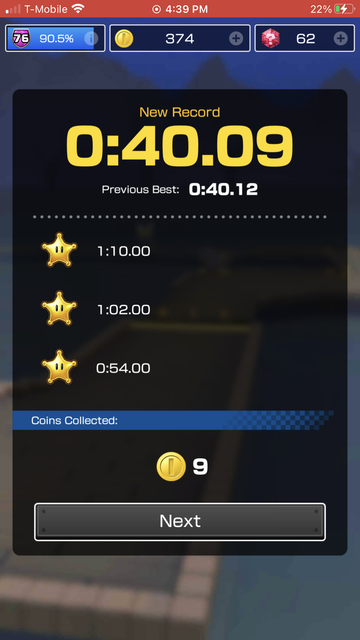 T-Mobile 4:39 PM 22%
76 90.5% 374 62
New Record
0:40.09
Previous Best: 0:40.12
1:10.00
1:02.00
0:54.00
Coins Collected:
9
Next